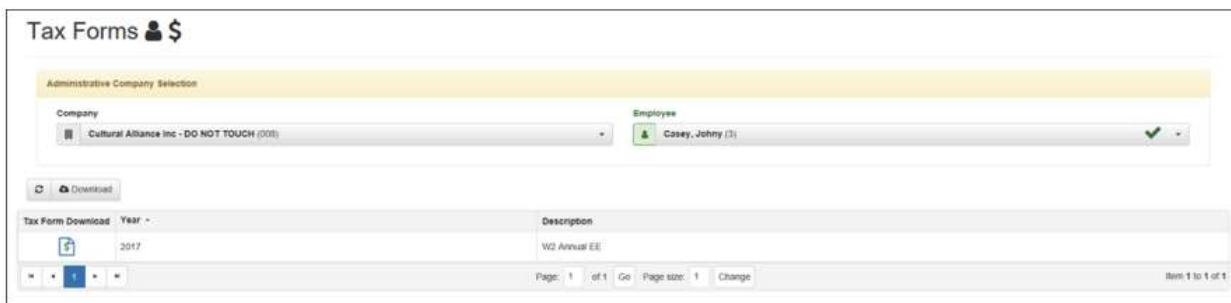 Tax Forms
Administrative Company Selection
Company
Employee
Cultural Alliance Inc - DO NOT TOUCH (008)
Casey, Johny (3)
Download
Tax Form Download Year Description
2017 W2 Annual EE
1 Page: 1 of 1 Go Page size: 1 Change Item 1 to 1 of 1